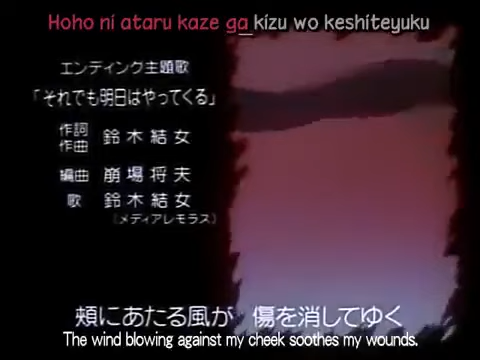 Hoho ni ataru kaze ga kizu wo keshiteyuku
エンディング主題歌
「それでも明日はやってくる」
作詞
作曲 鈴木結女
編曲 崩場将夫
歌 鈴木結女
(メディアレモラス)
頬にあたる風が 傷を消してゆく
The wind blowing against my cheek soothes my wounds.